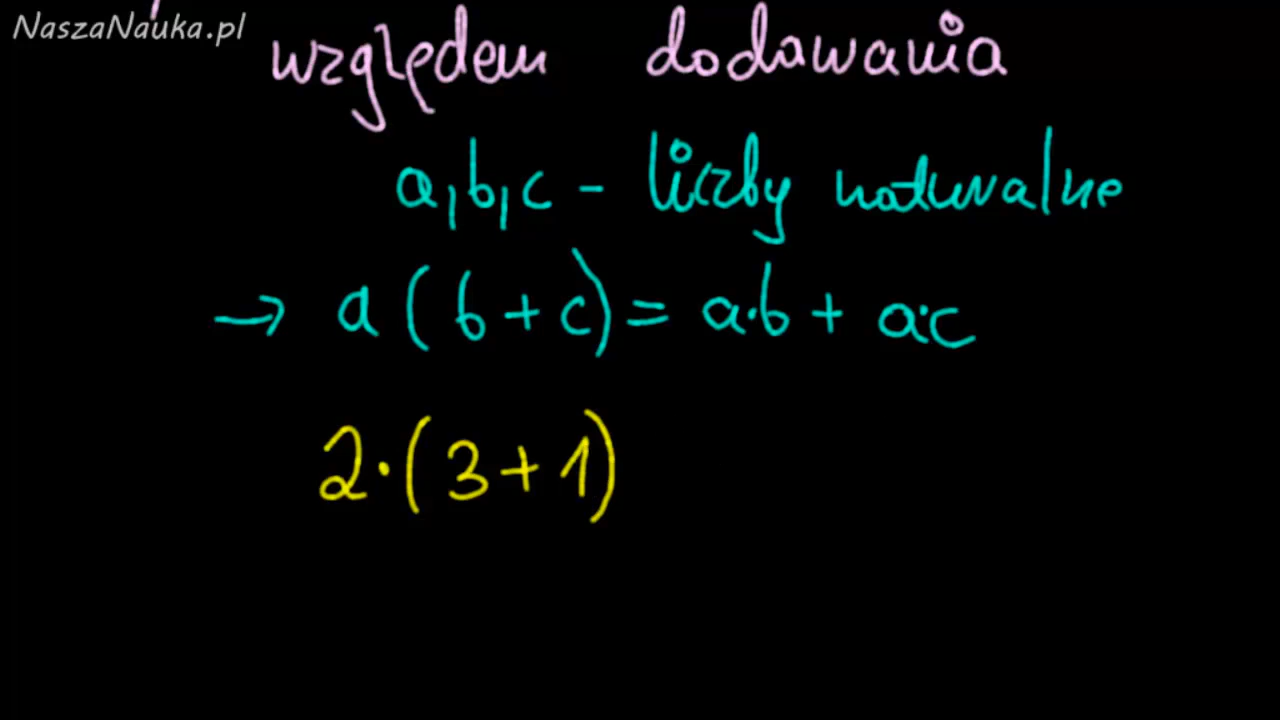 NaszaNauka.pl
względem dodawania
a, b, c - liczby naturalne
→ a (b + c) = a·b + a·c
2·(3+1)